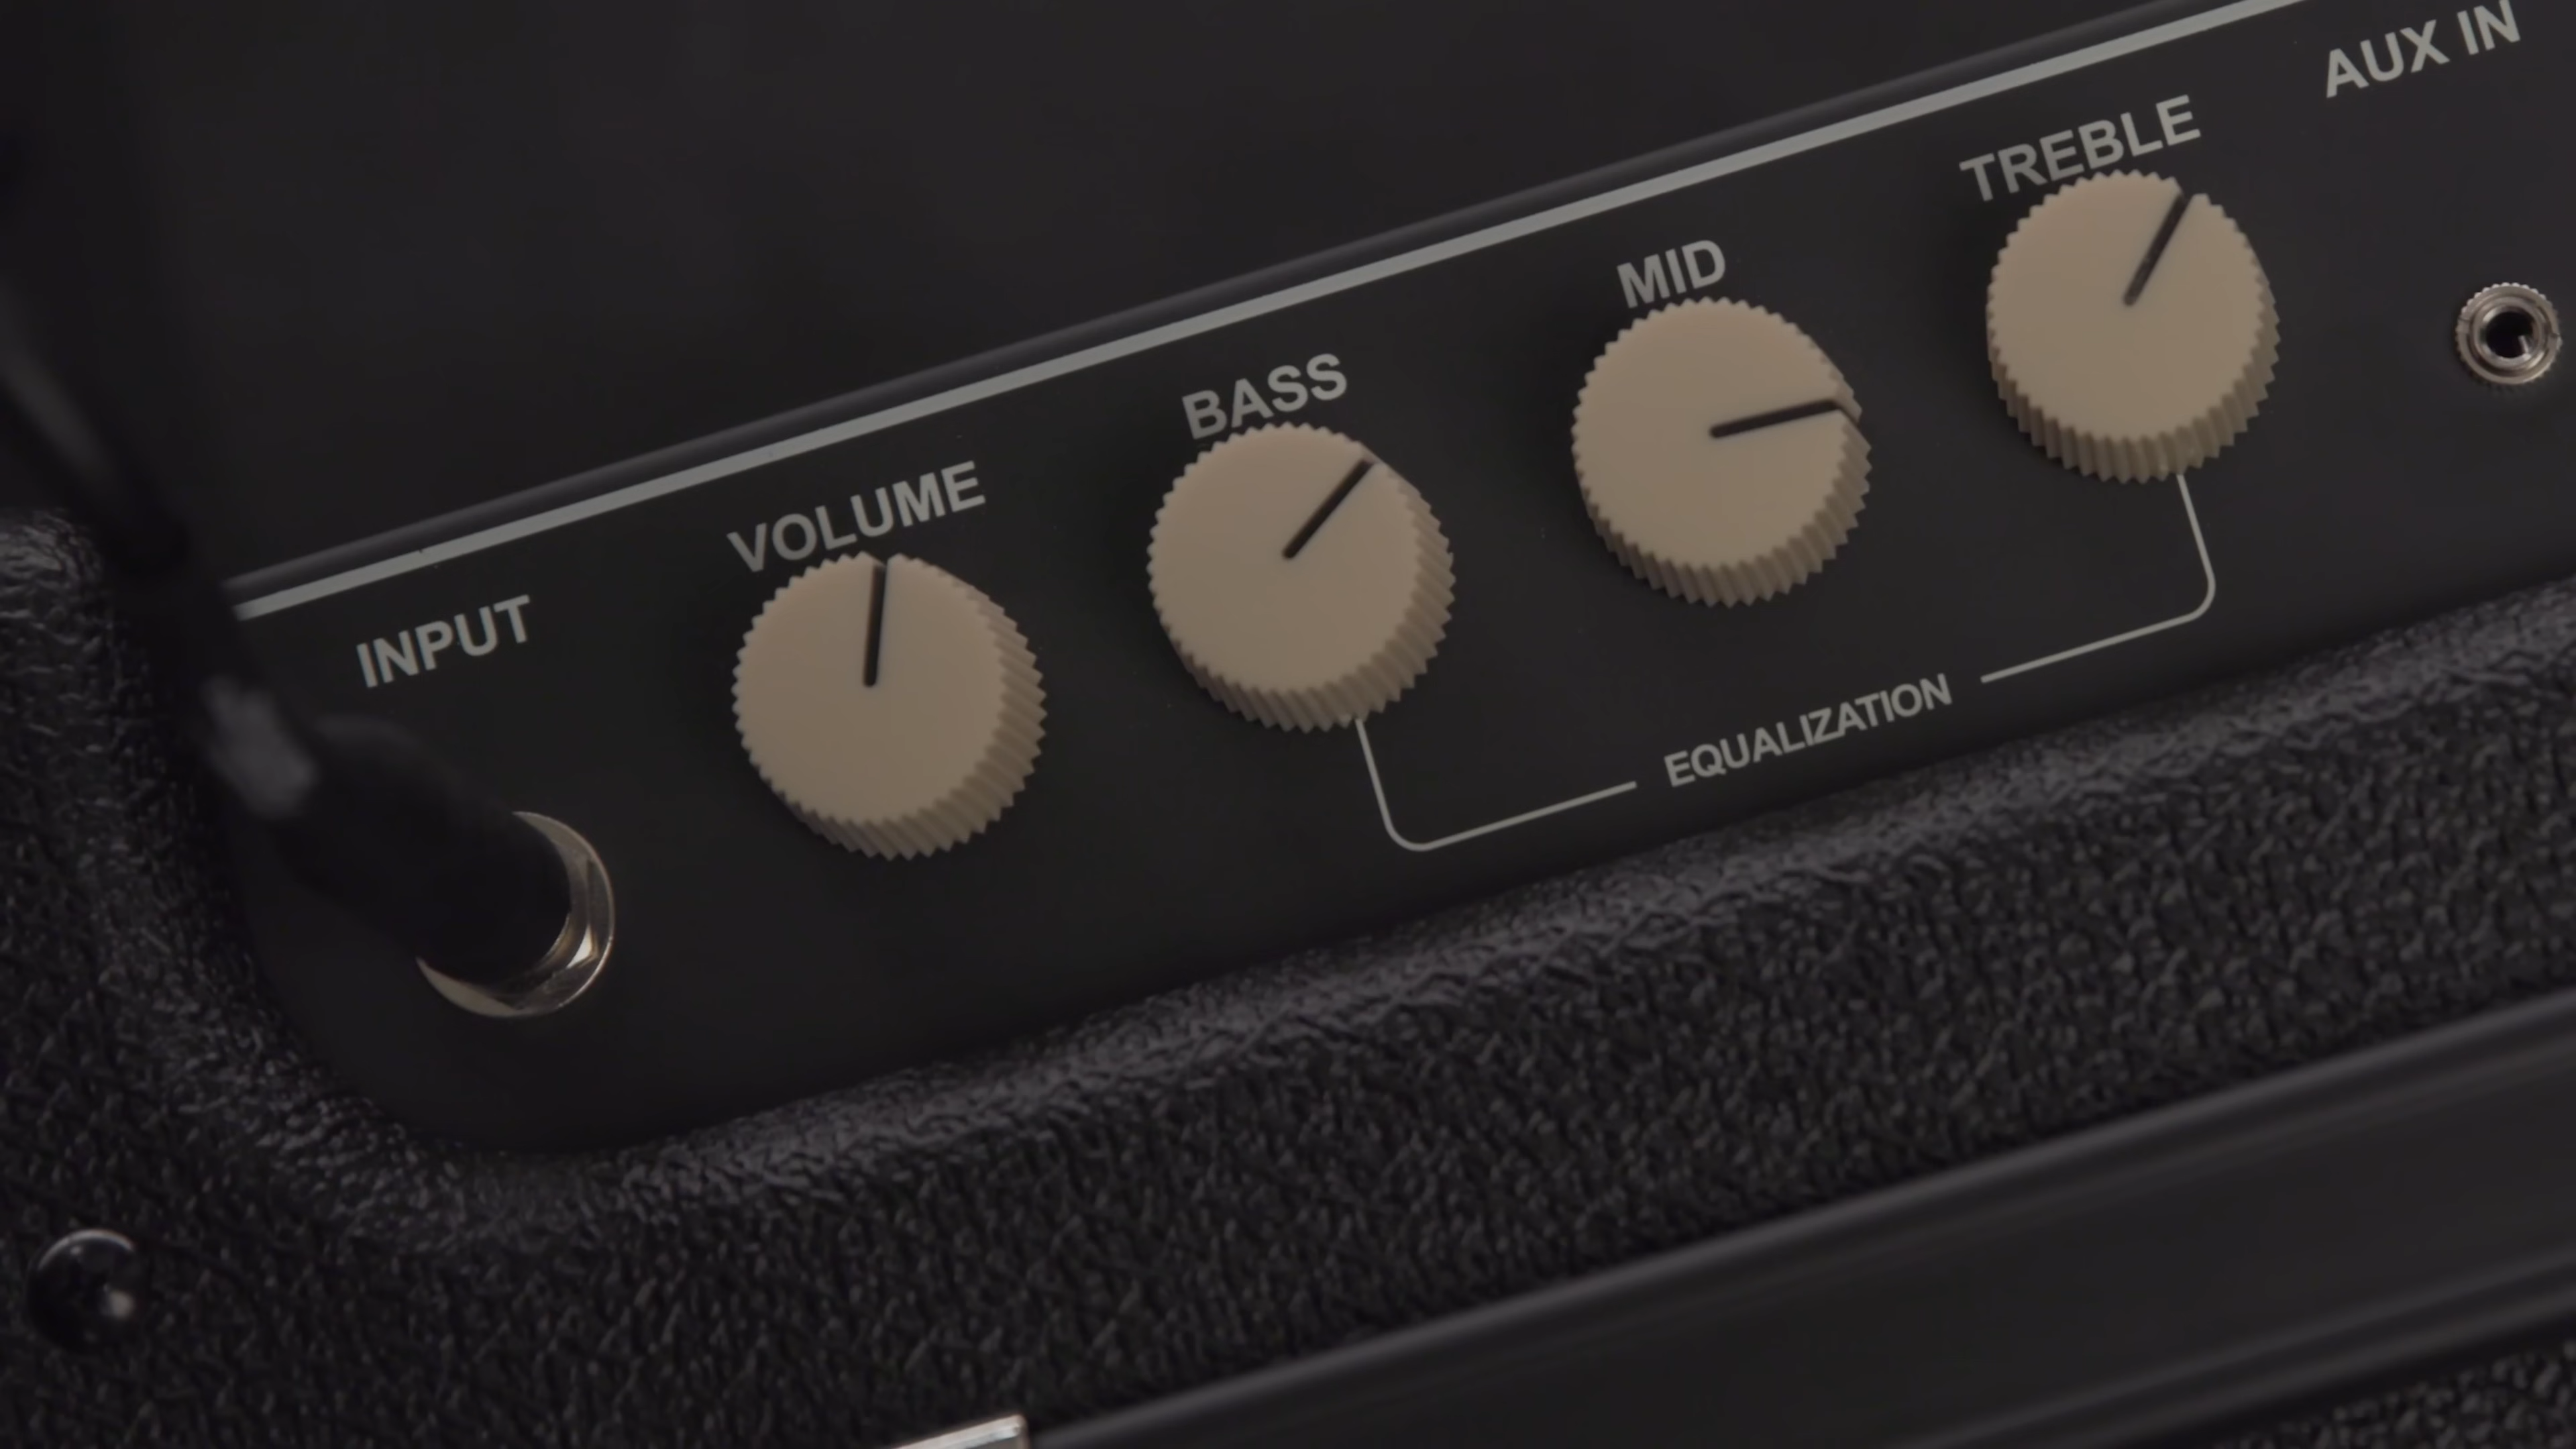 INPUT
VOLUME
BASS
MID
TREBLE
AUX IN
EQUALIZATION